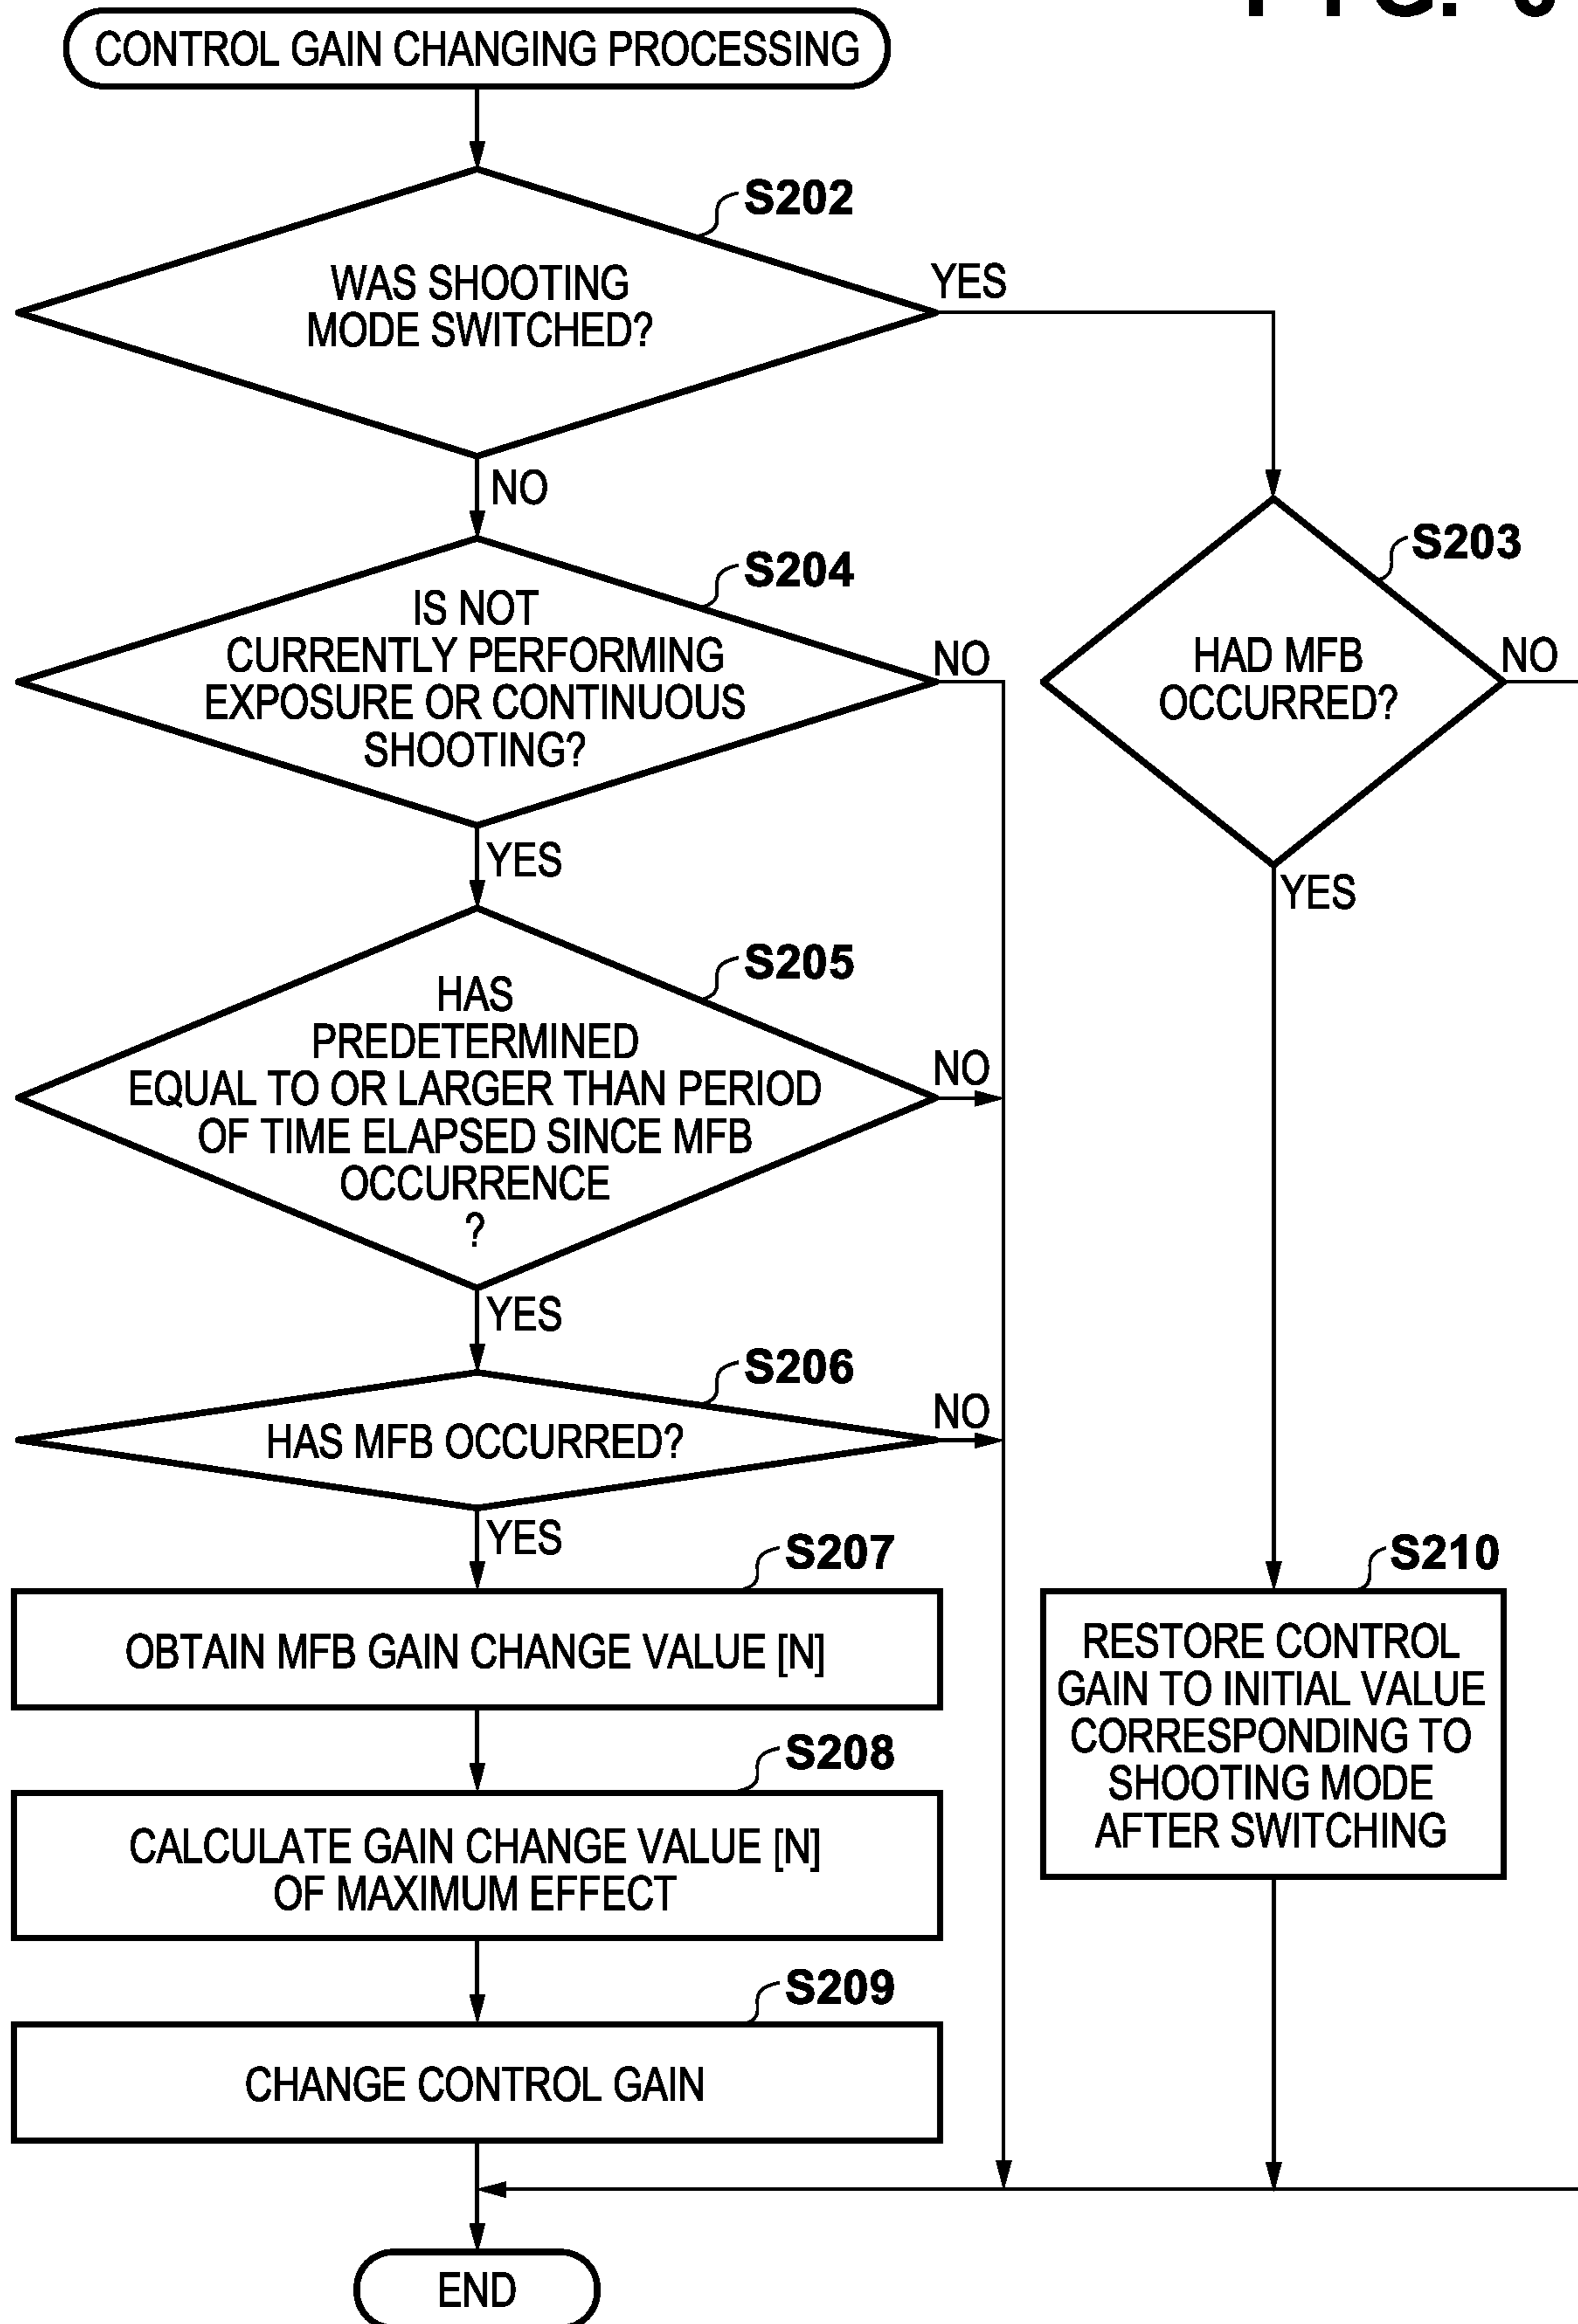 CONTROL GAIN CHANGING PROCESSING
S202
WAS SHOOTING
MODE SWITCHED?
YES
NO
S204
IS NOT
CURRENTLY PERFORMING
EXPOSURE OR CONTINUOUS
SHOOTING?
NO
YES
S203
HAD MFB
OCCURRED?
NO
YES
S205
HAS
PREDETERMINED
EQUAL TO OR LARGER THAN PERIOD
OF TIME ELAPSED SINCE MFB
OCCURRENCE
?
NO
YES
S206
HAS MFB OCCURRED?
NO
YES
S207
OBTAIN MFB GAIN CHANGE VALUE [N]
S208
CALCULATE GAIN CHANGE VALUE [N]
OF MAXIMUM EFFECT
S209
CHANGE CONTROL GAIN
S210
RESTORE CONTROL
GAIN TO INITIAL VALUE
CORRESPONDING TO
SHOOTING MODE
AFTER SWITCHING
END